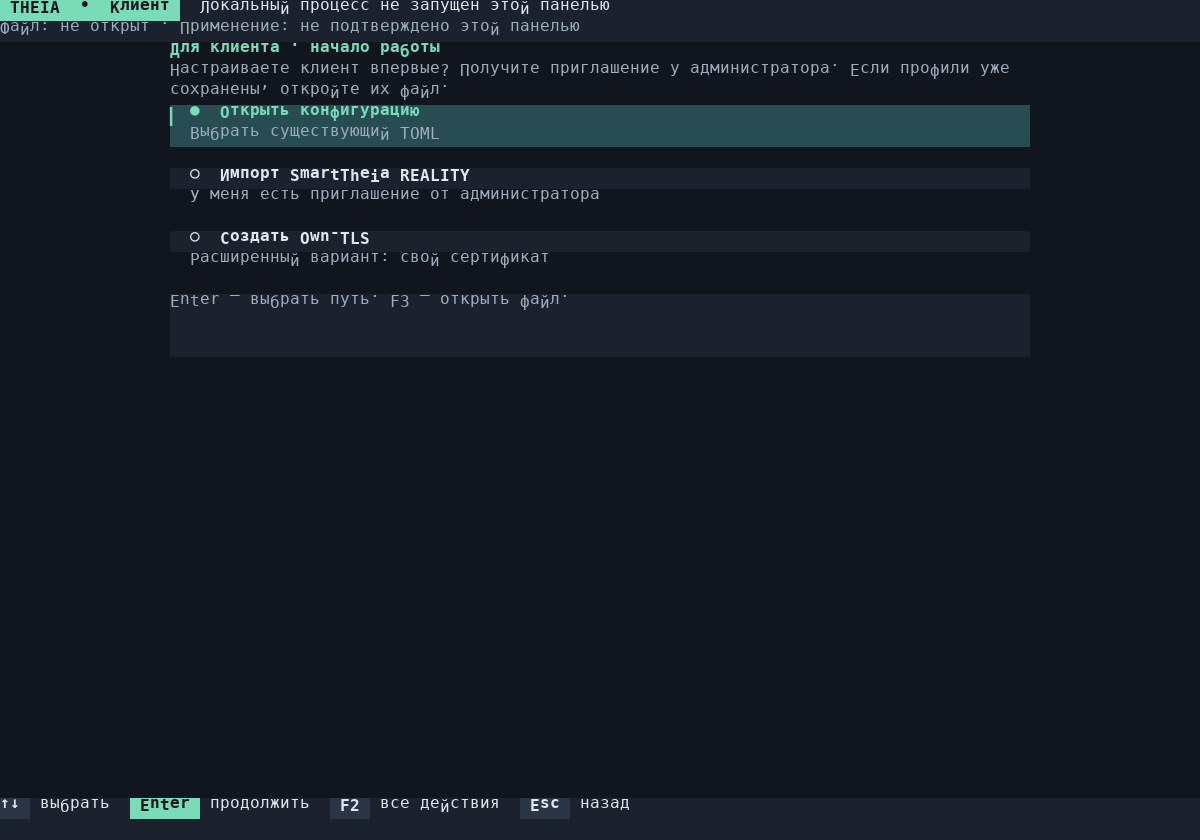 THEIA • Клиент Локальный процесс не запущен этой панелью
Файл: не открыт · Применение: не подтверждено этой панелью
Для клиента · начало работы
Настраиваете клиент впервые? Получите приглашение у администратора. Если профили уже
сохранены, откройте их файл.
● Открыть конфигурацию
Выбрать существующий TOML
○ Импорт SmartTheia REALITY
У меня есть приглашение от администратора
○ Создать Own-TLS
Расширенный вариант: свой сертификат
Enter — выбрать путь. F3 — открыть файл.
↑↓ выбрать Enter продолжить F2 все действия Esc назад